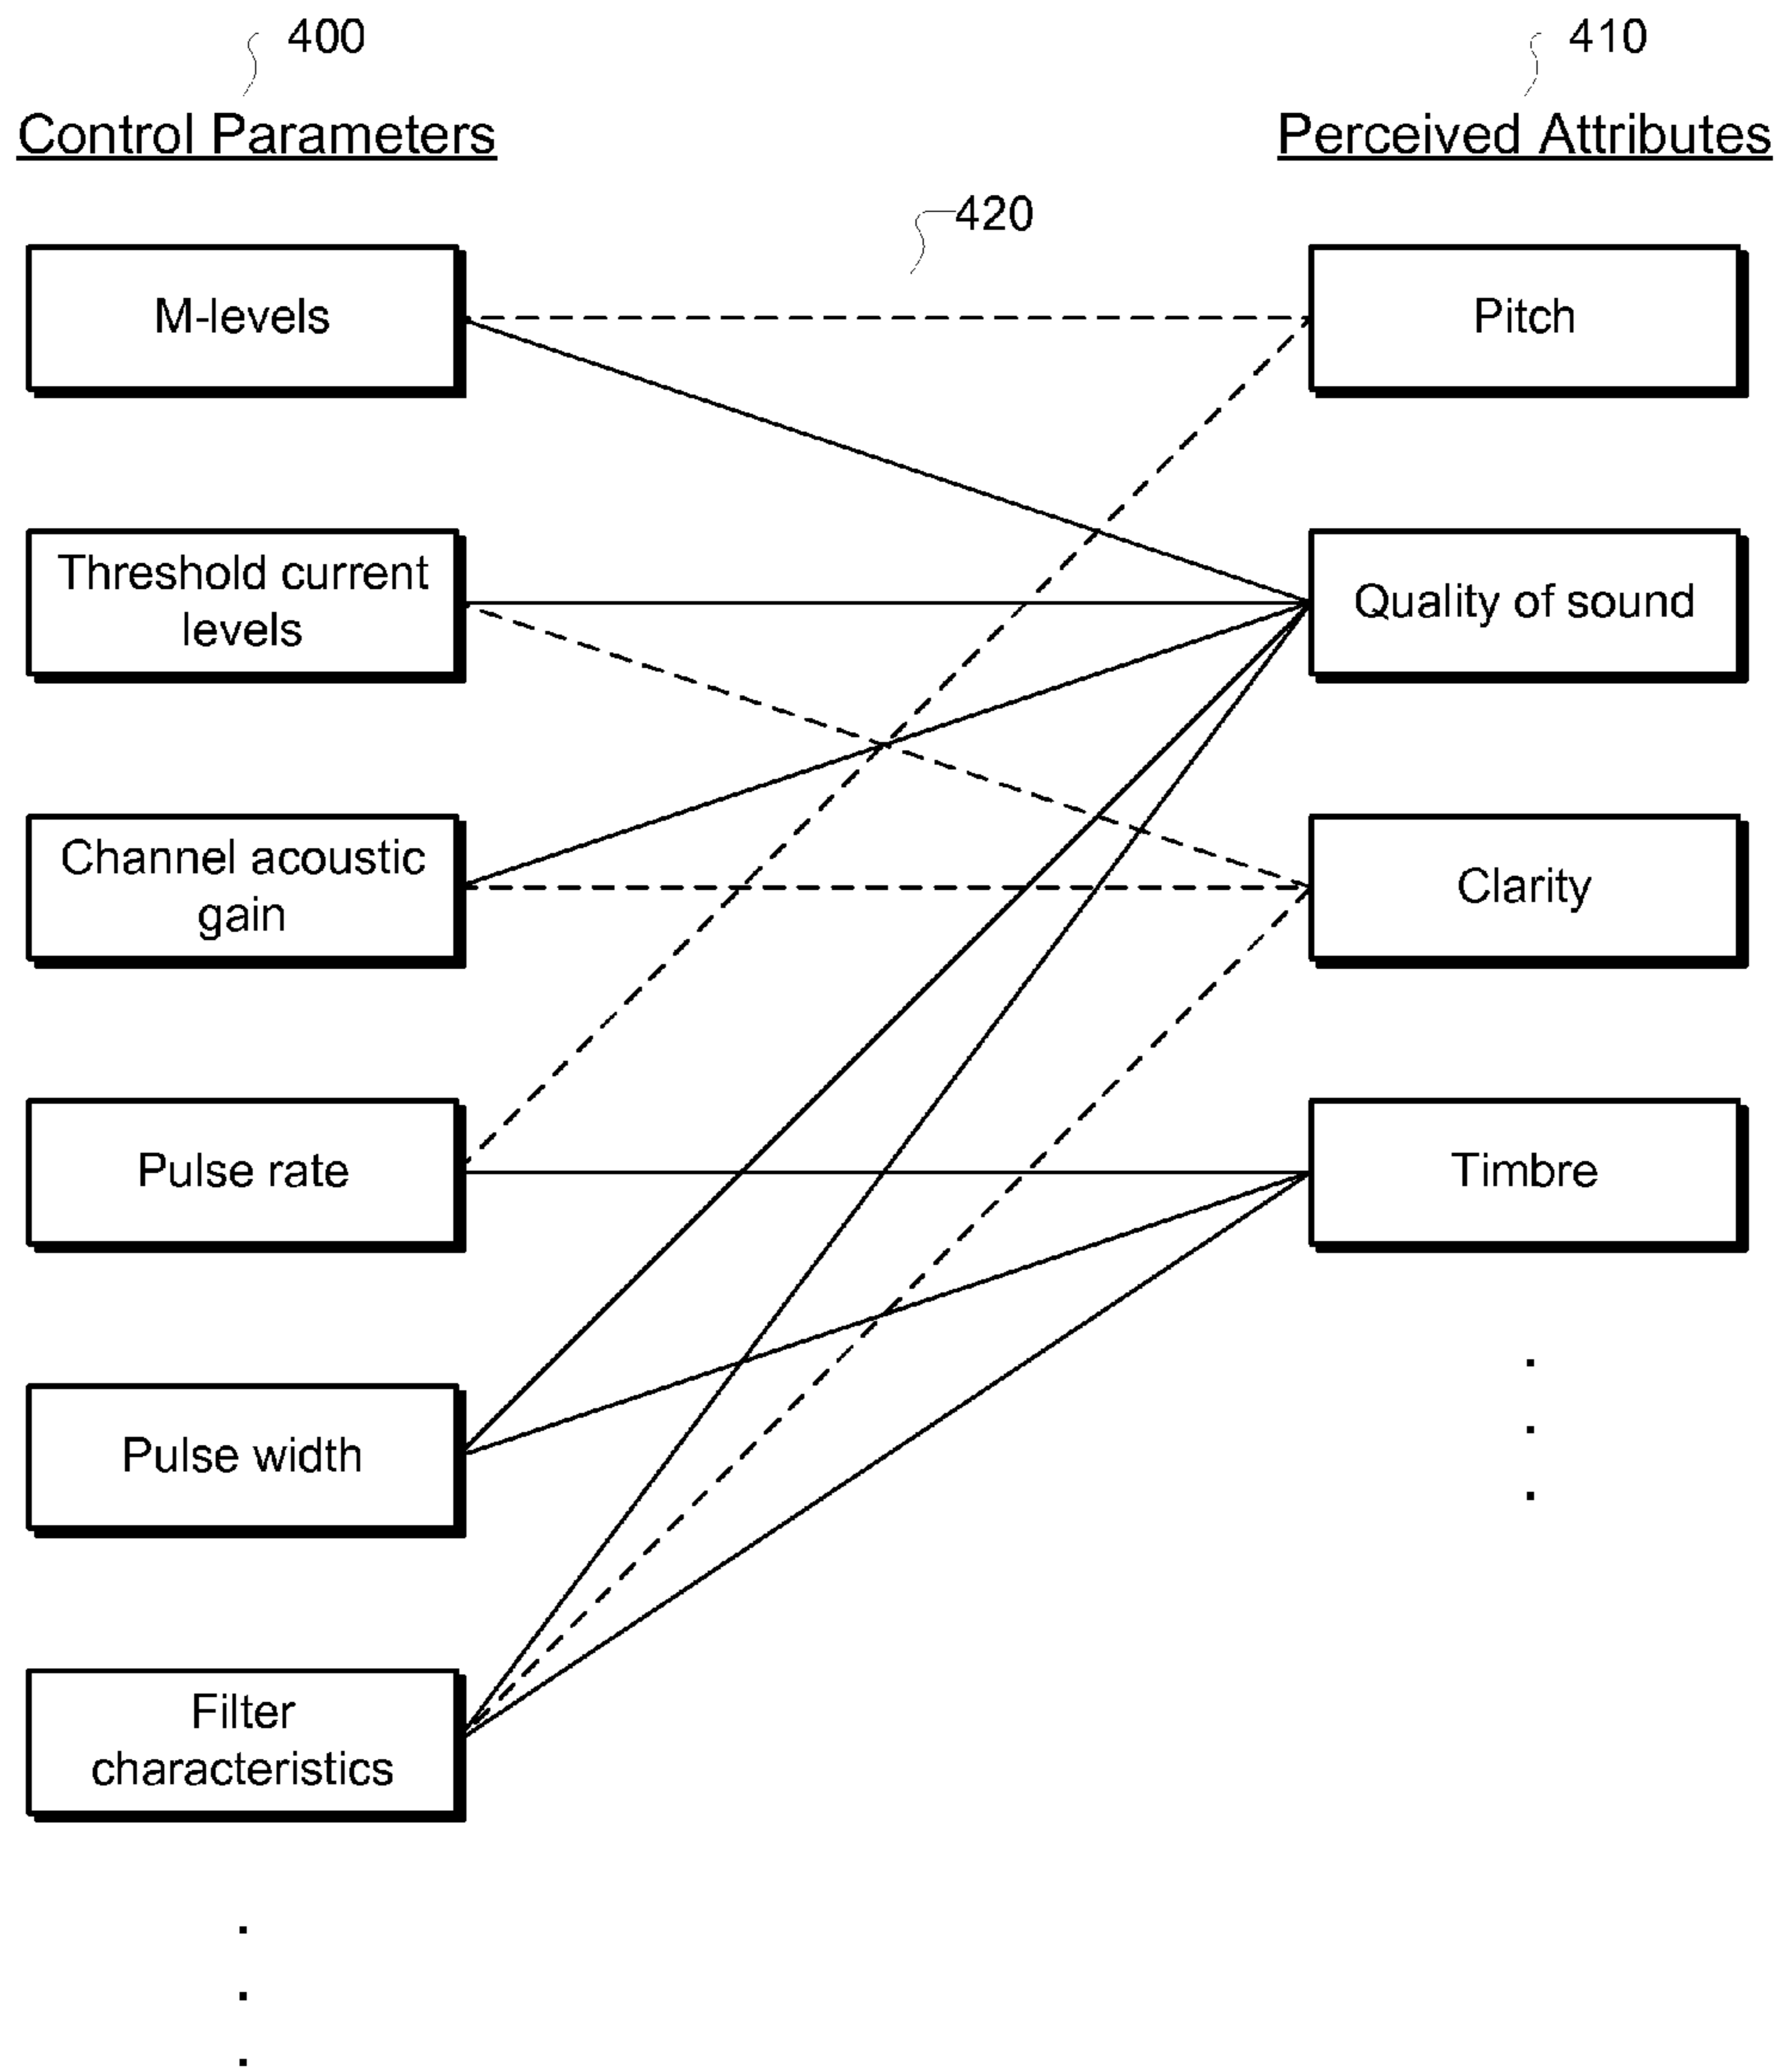 400
410
Control Parameters
Perceived Attributes
420
M-levels
Pitch
Threshold current
levels
Quality of sound
Channel acoustic
gain
Clarity
Pulse rate
Timbre
Pulse width
Filter
characteristics